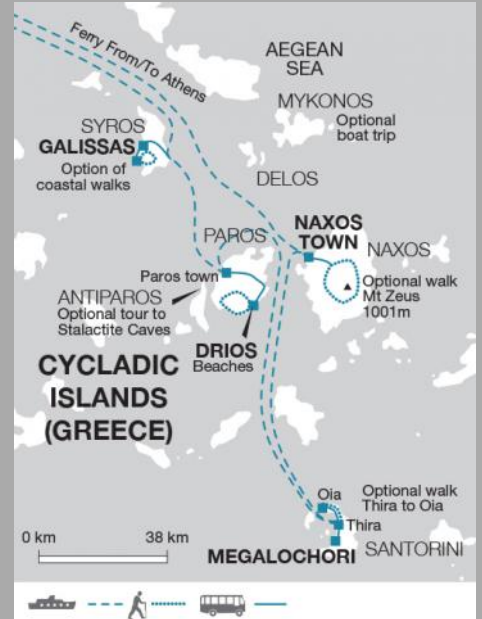 Ferry From/To Athens
AEGEAN
SEA
MYKONOS
Optional
boat trip
SYROS
GALISSAS
Option of
coastal walks
DELOS
NAXOS
TOWN
NAXOS
PAROS
Paros town
Optional walk
Mt Zeus
1001m
ANTIPAROS
Optional tour to
Stalactite Caves
DRIOS
Beaches
CYCLADIC
ISLANDS
(GREECE)
Oia
Optional walk
Thira to Oia
Thira
0 km
38 km
MEGALOCHORI
SANTORINI